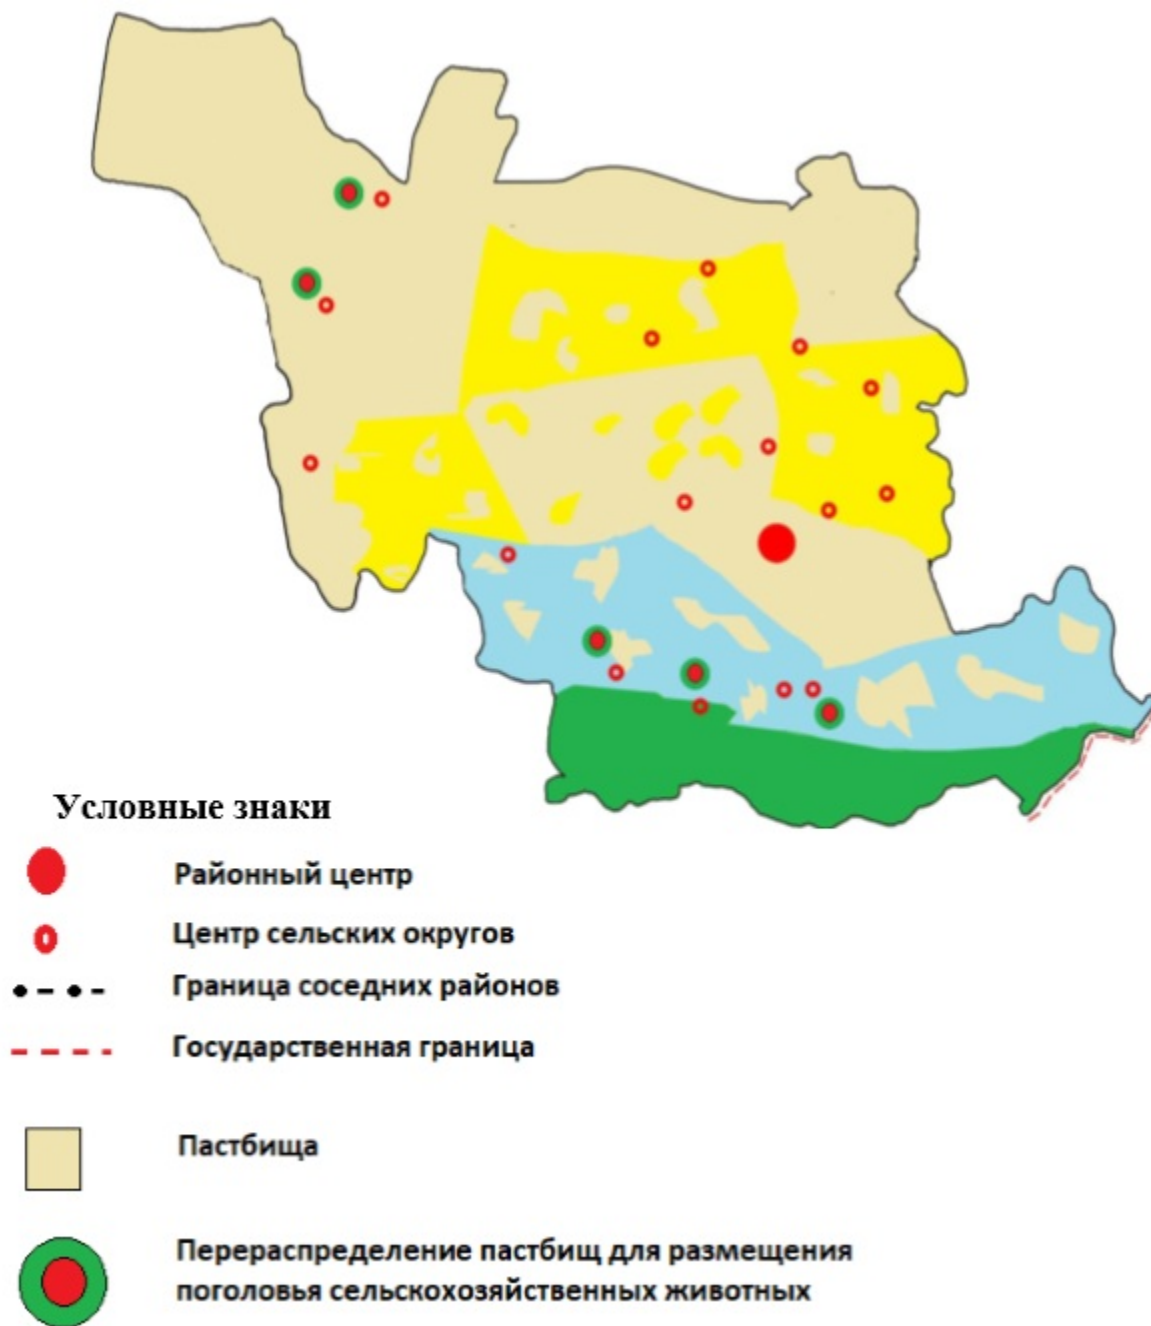 Условные знаки
Районный центр
Центр сельских округов
Граница соседних районов
Государственная граница
Пастбища
Перераспределение пастбищ для размещения
поголовья сельскохозяйственных животных